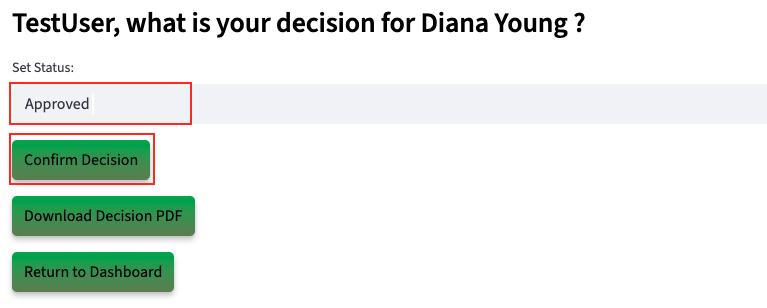 TestUser, what is your decision for Diana Young ?
Set Status:
Approved
Confirm Decision
Download Decision PDF
Return to Dashboard